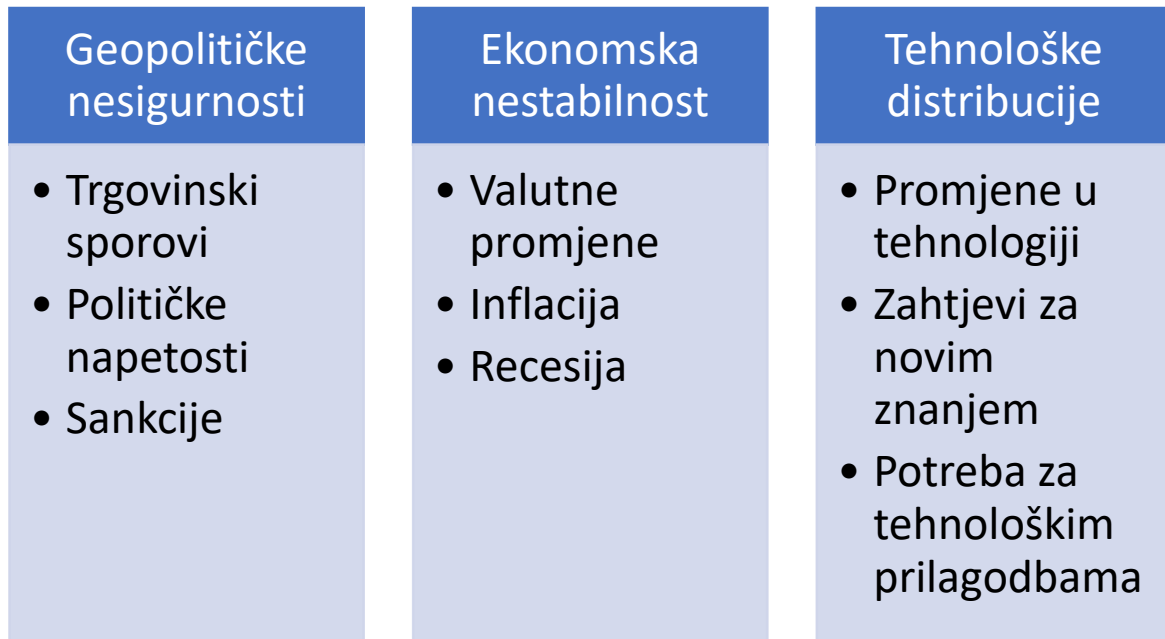 Geopolitičke
nesigurnosti
• Trgovinski
sporovi
• Političke
napetosti
• Sankcije
Ekonomska
nestabilnost
• Valutne
promjene
• Inflacija
• Recesija
Tehnološke
distribucije
• Promjene u
tehnologiji
• Zahtjevi za
novim
znanjem
• Potreba za
tehnološkim
prilagodbama